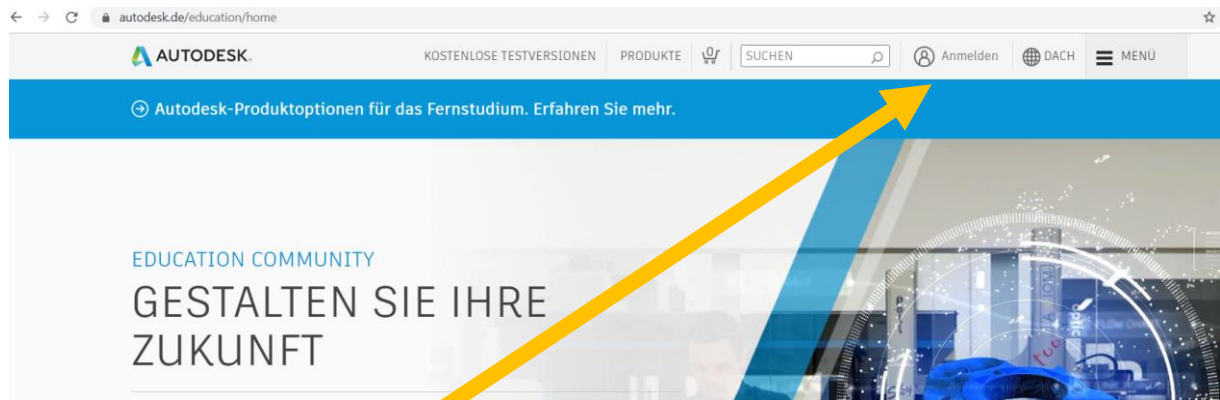 autodesk.de/education/home
AUTODESK.
KOSTENLOSE TESTVERSIONEN PRODUKTE 0 SUCHEN Anmelden DACH MENÜ
Autodesk-Produktoptionen für das Fernstudium. Erfahren Sie mehr.
EDUCATION COMMUNITY
GESTALTEN SIE IHRE
ZUKUNFT